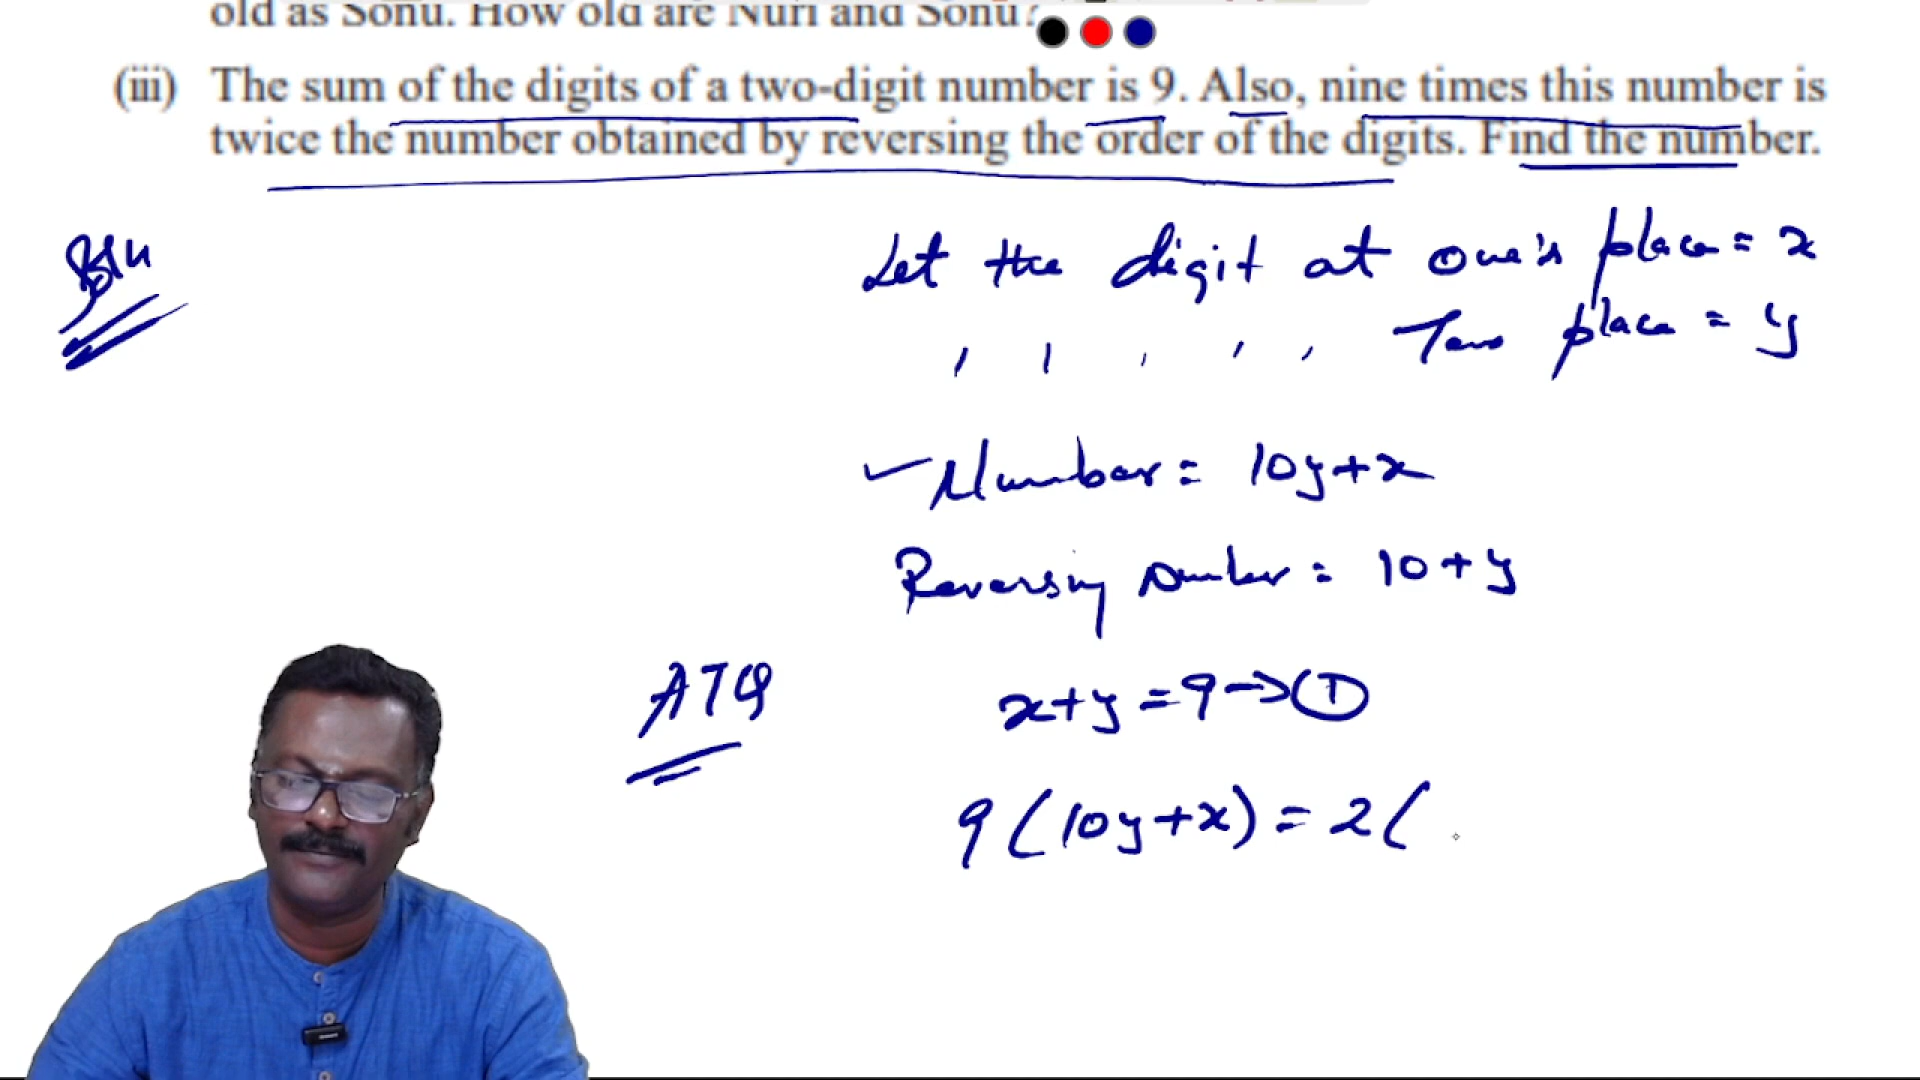 old as Sonu. How old are Nuri and Sonu?
(iii) The sum of the digits of a two-digit number is 9. Also, nine times this number is
twice the number obtained by reversing the order of the digits. Find the number.
Let the digit at one's place = x
, , , , , Tens place = y
Number = 10y+x
Reversing Number = 10+y
ATQ x+y=9→①
9(10y+x)=2(